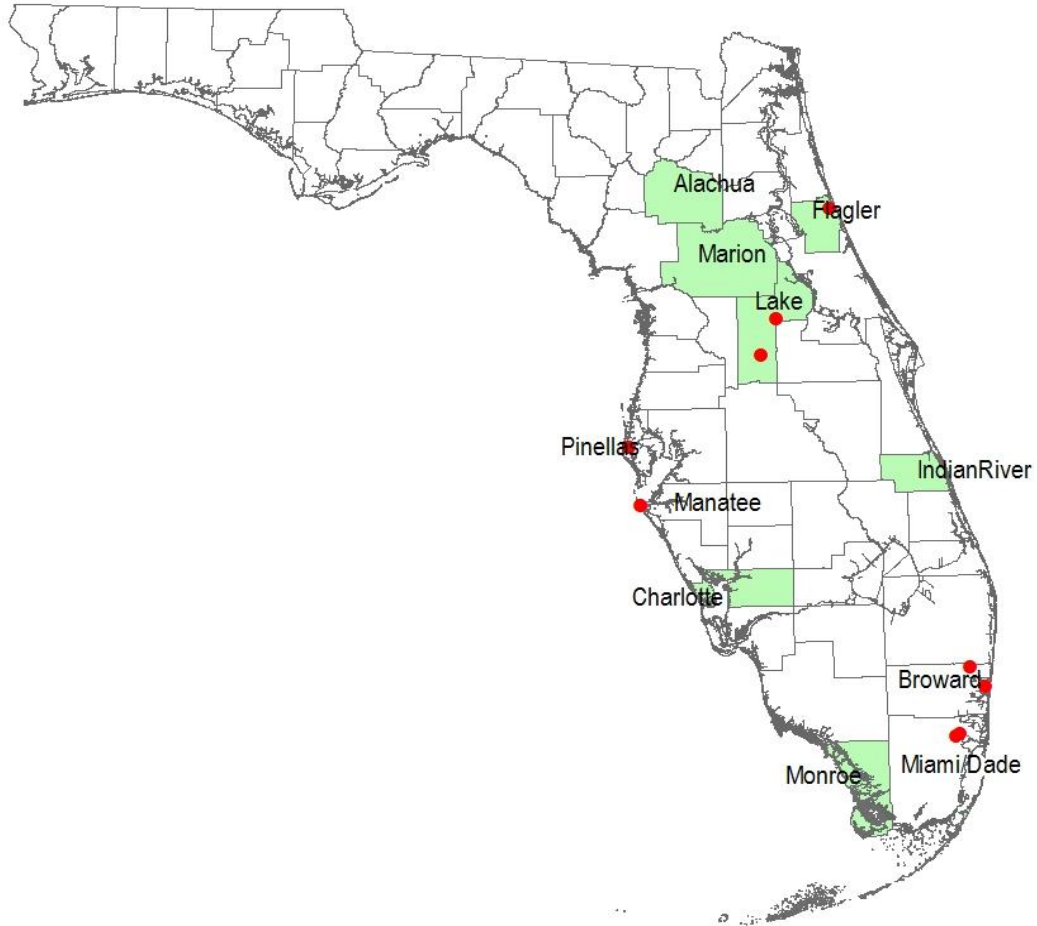 Alachua
Flagler
Marion
Lake
Pinellas
IndianRiver
Manatee
Charlotte
Broward
Miami/Dade
Monroe